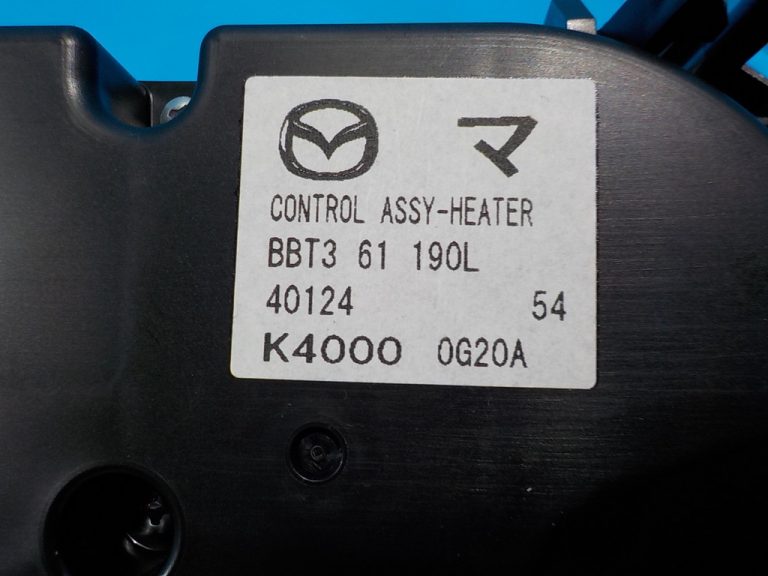 マ
CONTROL ASSY-HEATER
BBT3 61 190L
40124 54
K4000 0G20A